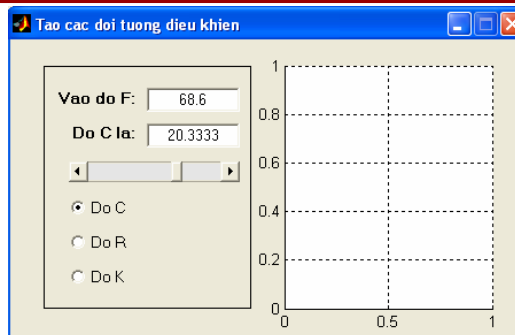 Tao cac doi tuong dieu khien
Vao do F: 68.6
Do C la: 20.3333
Do C
Do R
Do K
1
0.8
0.6
0.4
0.2
0
0 0.5 1